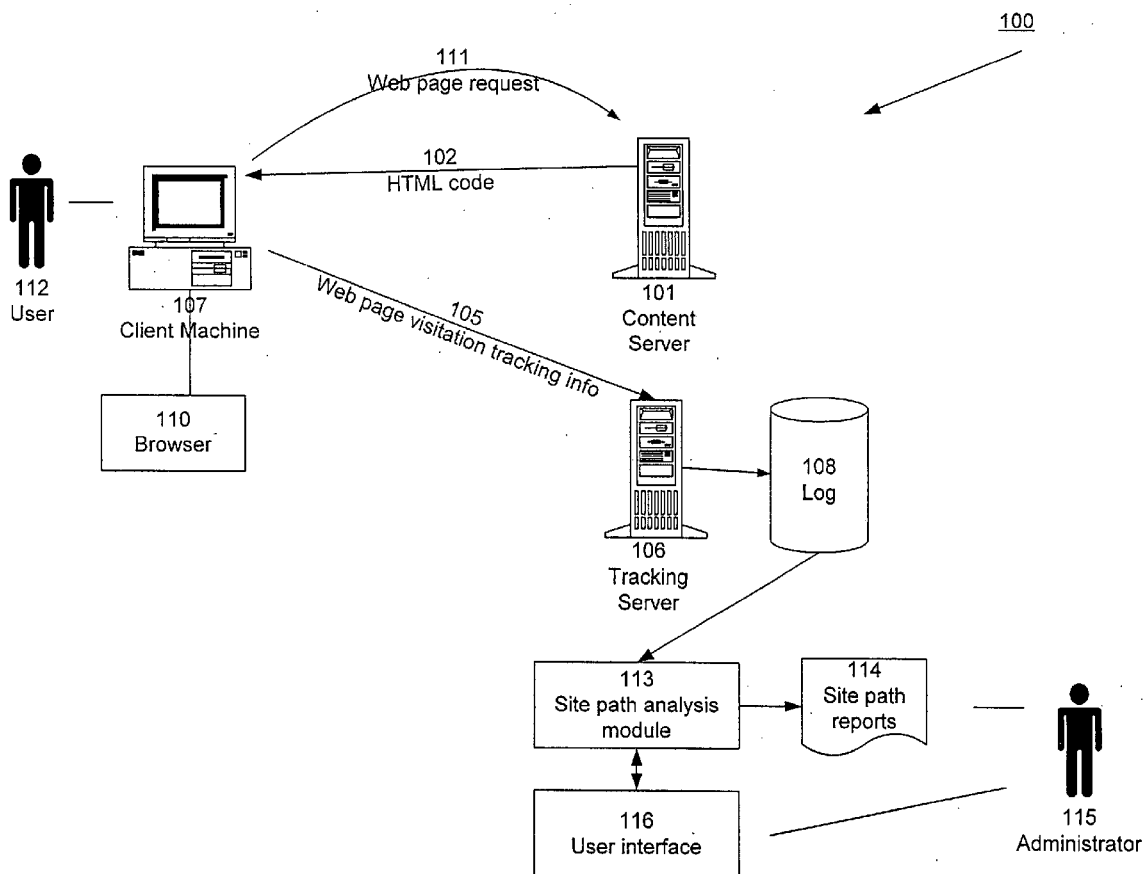 100
111
Web page request
102
HTML code
112
User
107
Client Machine
101
Content
Server
105
Web page visitation tracking info
110
Browser
108
Log
106
Tracking
Server
113
Site path analysis
module
114
Site path
reports
116
User interface
115
Administrator